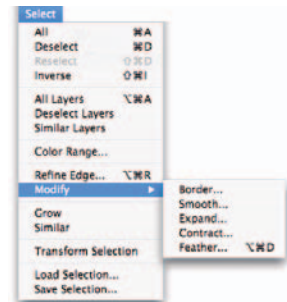 Select
All ⌘A
Deselect ⌘D
Reselect ⇧⌘D
Inverse ⇧⌘I
All Layers ⌥⌘A
Deselect Layers
Similar Layers
Color Range...
Refine Edge... ⌥⌘R
Modify ▶
Border...
Smooth...
Expand...
Contract...
Feather... ⌥⌘D
Grow
Similar
Transform Selection
Load Selection...
Save Selection...